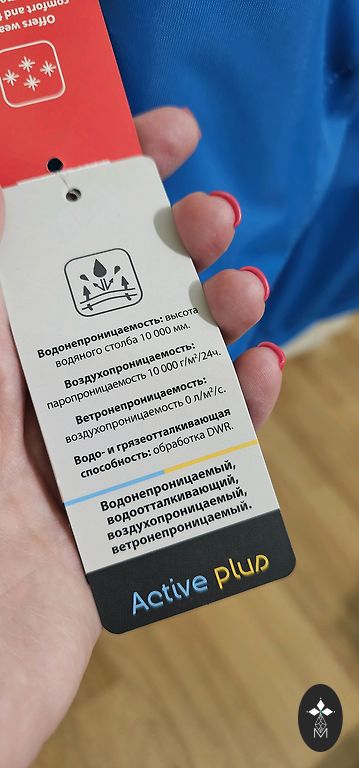 Offers wea
comfort and f
Водонепроницаемость: высота
водяного столба 10 000 мм.
Воздухопроницаемость:
паропроницаемость 10 000 г/м²/24ч.
Ветронепроницаемость:
воздухопроницаемость 0 л/м²/с.
Водо- и грязеотталкивающая
способность: обработка DWR.
Водонепроницаемый,
водоотталкивающий,
воздухопроницаемый,
ветронепроницаемый.
Active plus
M